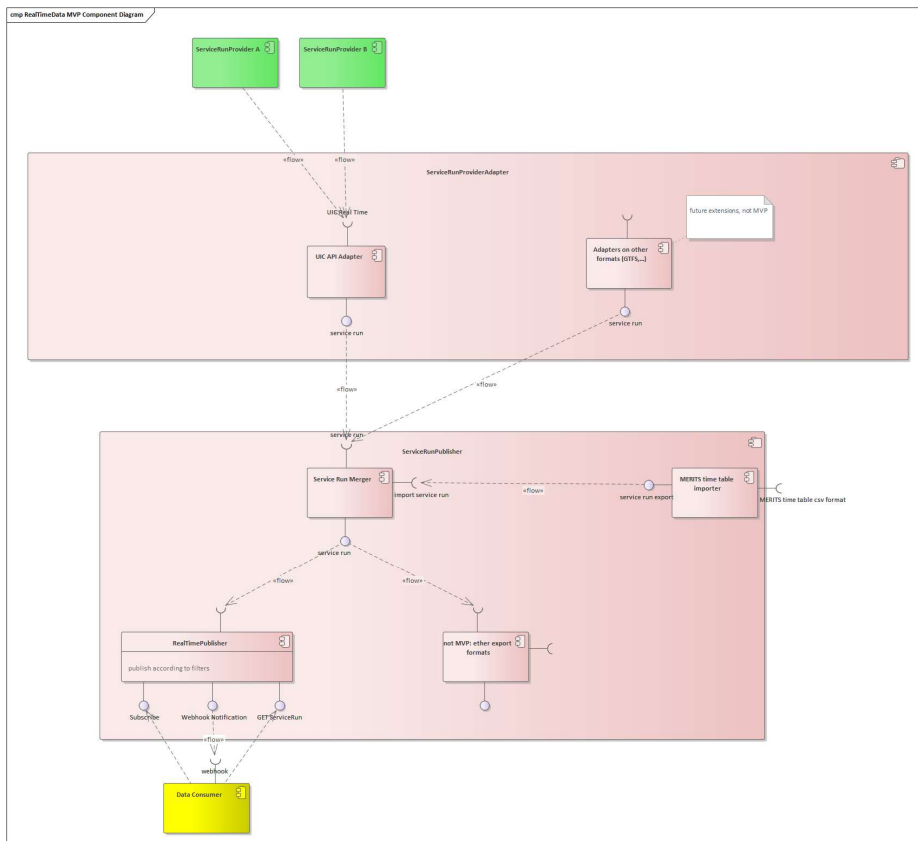 cmp RealTimeData MVP Component Diagram
ServiceRunProvider A
ServiceRunProvider B
«flow»
«flow»
ServiceRunProviderAdapter
future extensions, not MVP
UIC Real Time
UIC API Adapter
Adapters on other
formats (GTFS,...)
service run
service run
«flow»
«flow»
service run
ServiceRunPublisher
Service Run Merger
import service run
«flow»
service run export
MERITS time table
importer
MERITS time table csv format
service run
«flow»
«flow»
RealTimePublisher
publish according to filters
not MVP: ether export
formats
Subscribe
Webhook Notification
GET ServiceRun
«flow»
webhook
Data Consumer